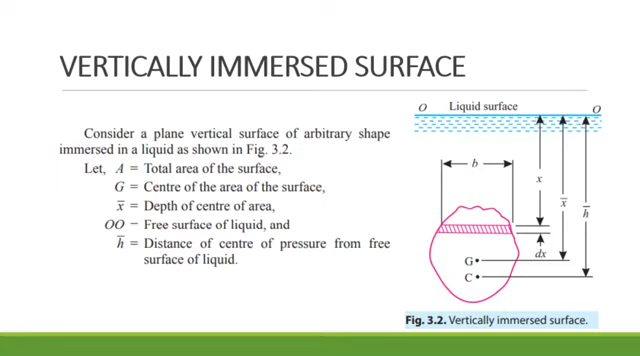 VERTICALLY IMMERSED SURFACE
Consider a plane vertical surface of arbitrary shape
immersed in a liquid as shown in Fig. 3.2.
Let, A = Total area of the surface,
G = Centre of the area of the surface,
x̄ = Depth of centre of area,
OO − Free surface of liquid, and
h̄ = Distance of centre of pressure from free
surface of liquid.
O Liquid surface O
b
x
x̄
h̄
dx
G
C
Fig. 3.2. Vertically immersed surface.